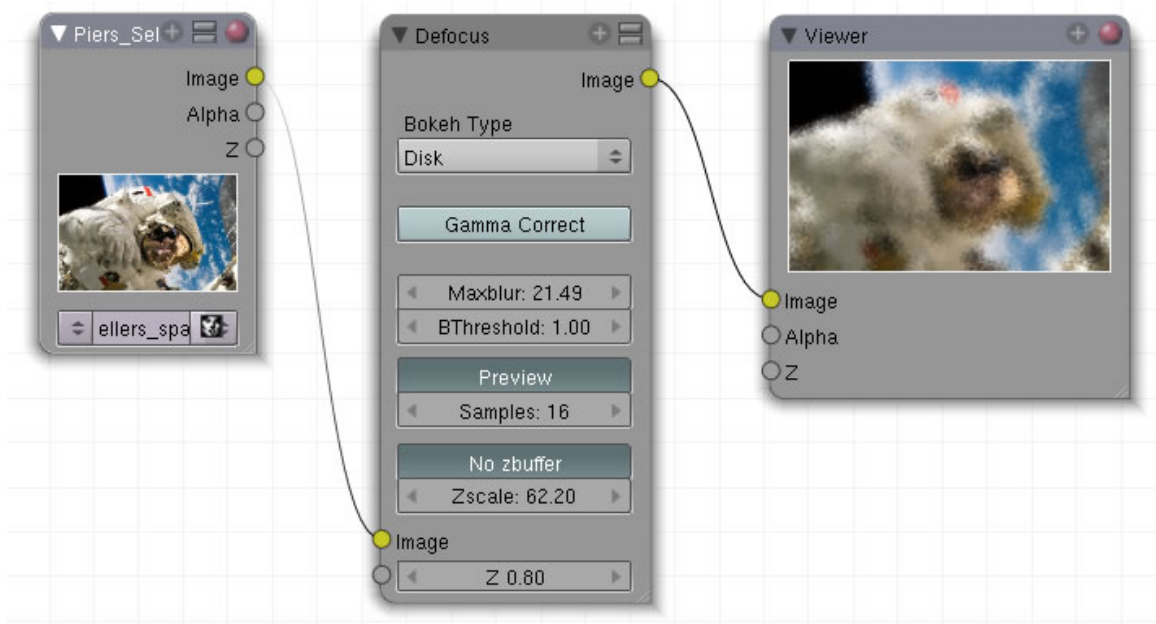 Piers_Sel
Image
Alpha
Z
ellers_spa
Defocus
Image
Bokeh Type
Disk
Gamma Correct
Maxblur: 21.49
BThreshold: 1.00
Preview
Samples: 16
No zbuffer
Zscale: 62.20
Image
Z 0.80
Viewer
Image
Alpha
Z